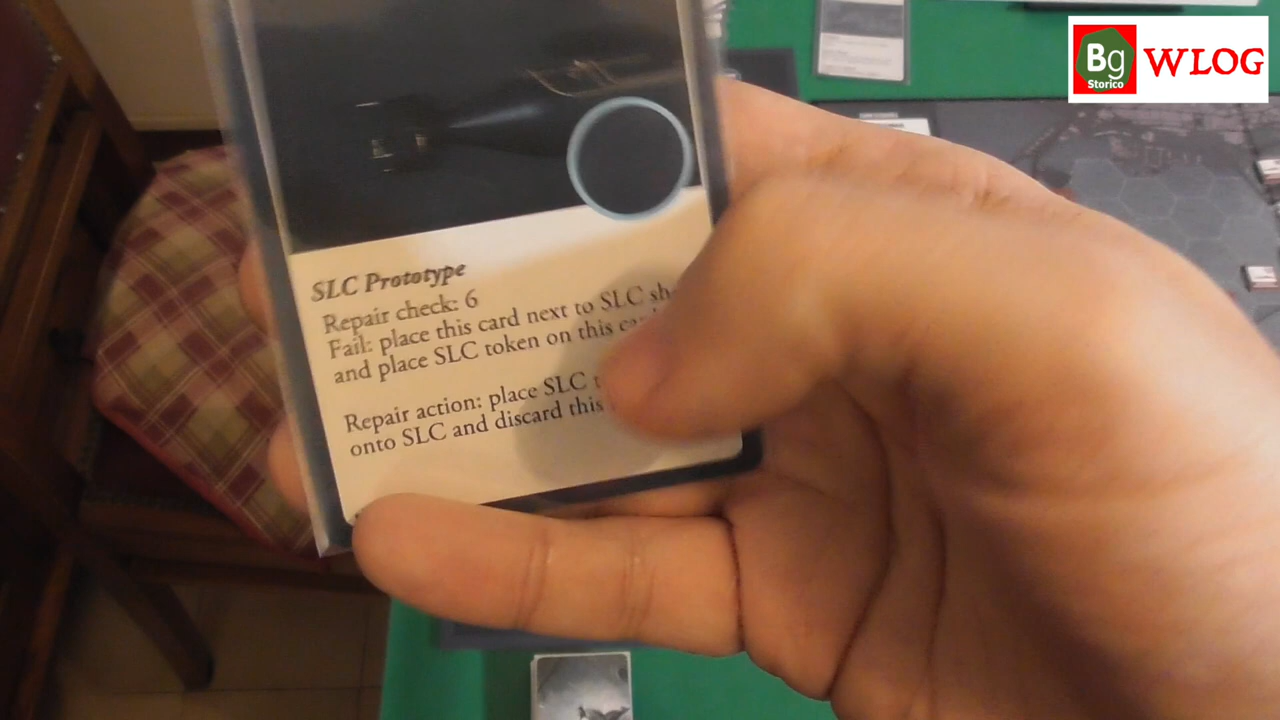 Bg
Storico
WLOG
SLC Prototype
Repair check: 6
Fail: place this card next to SLC
and place SLC token on this
Repair action: place SLC
onto SLC and discard this